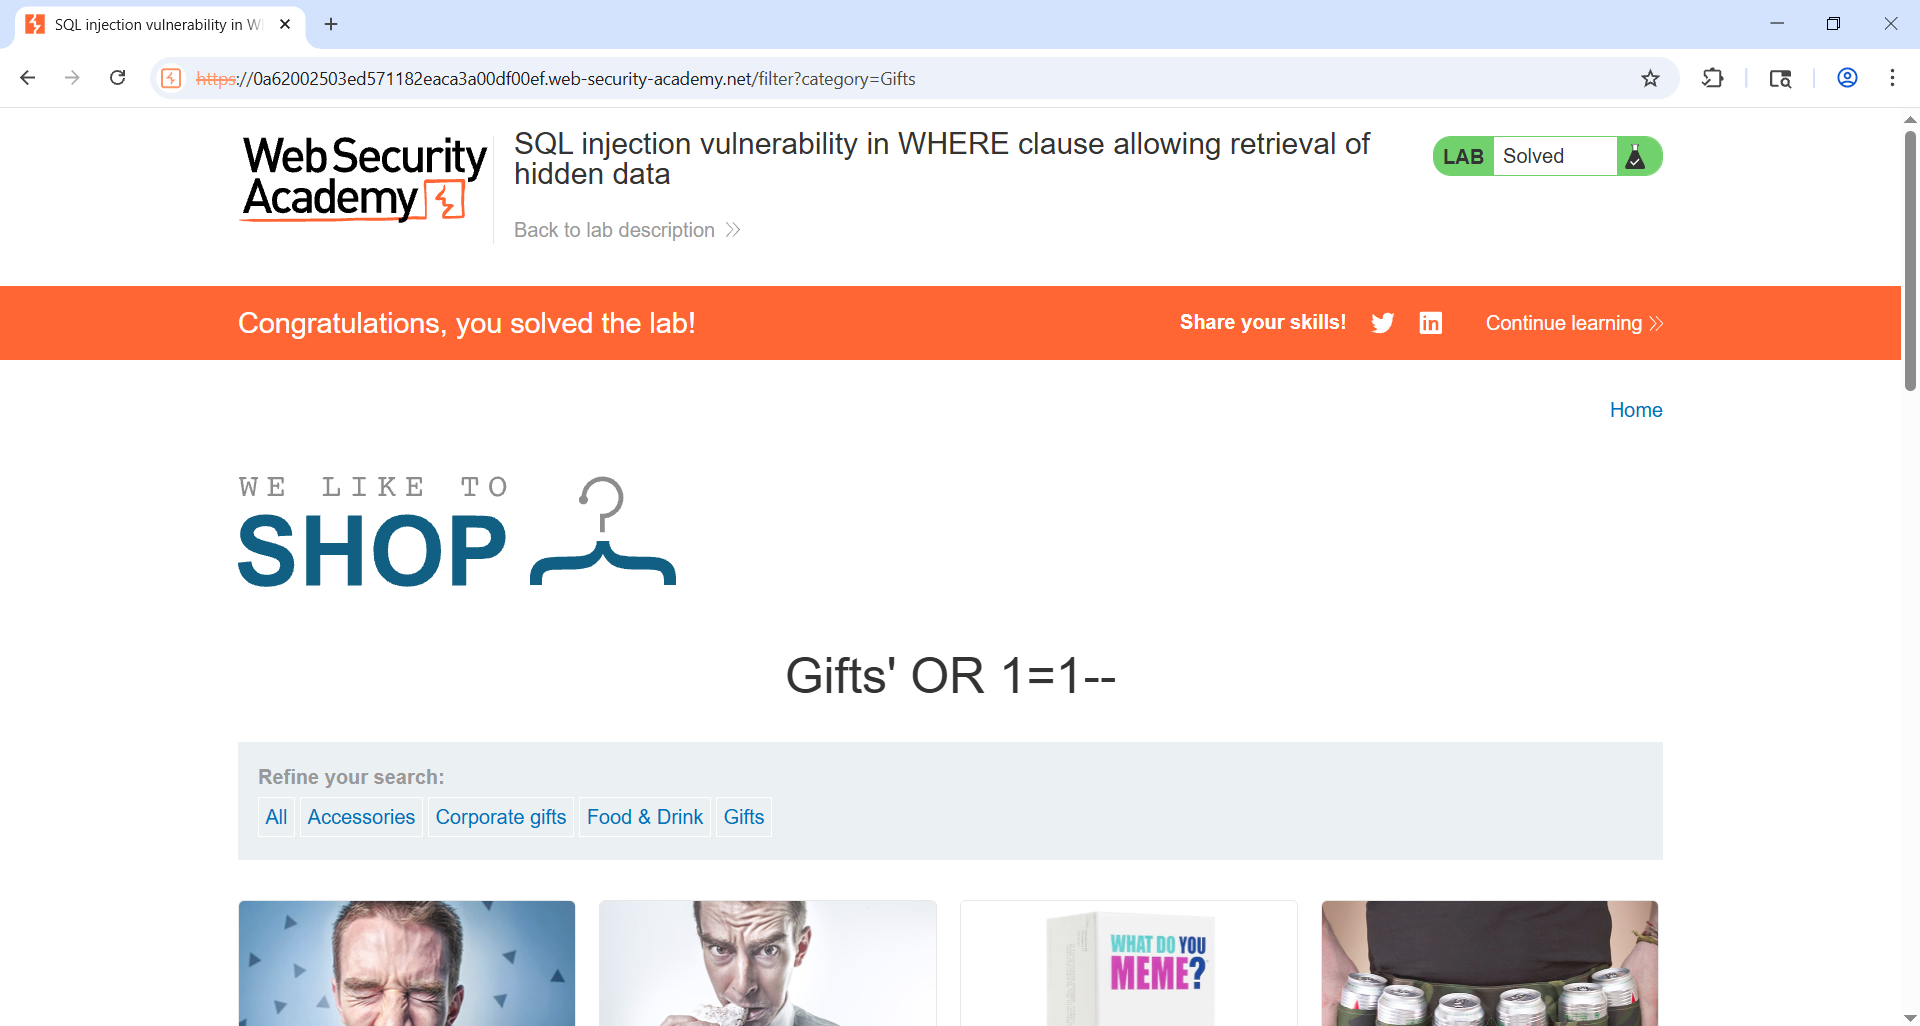 SQL injection vulnerability in W
https://0a62002503ed571182eaca3a00df00ef.web-security-academy.net/filter?category=Gifts
Web Security
Academy
SQL injection vulnerability in WHERE clause allowing retrieval of
hidden data
Back to lab description
LAB Solved
Congratulations, you solved the lab!
Share your skills!
Continue learning
Home
WE LIKE TO
SHOP
Gifts' OR 1=1--
Refine your search:
All Accessories Corporate gifts Food & Drink Gifts
WHAT DO YOU
MEME?